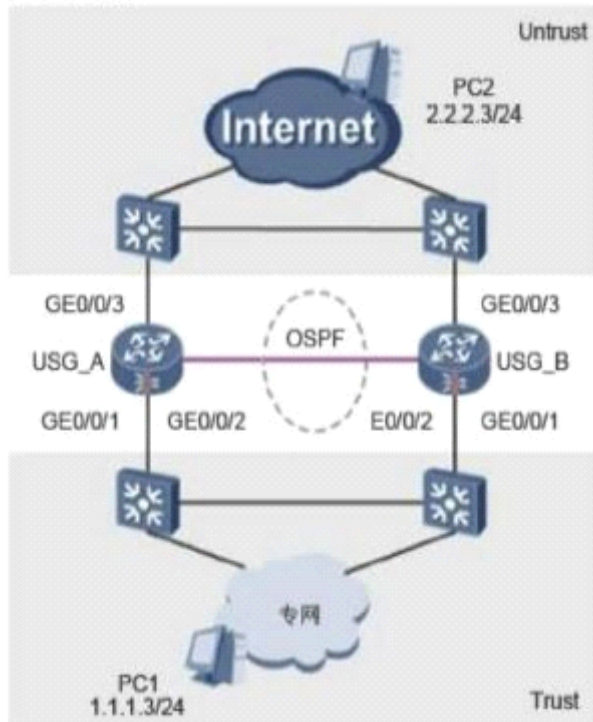 Untrust
PC2
2.2.2.3/24
Internet
GE0/0/3
GE0/0/3
OSPF
USG_A
USG_B
GE0/0/1
GE0/0/2
E0/0/2
GE0/0/1
专网
PC1
1.1.1.3/24
Trust